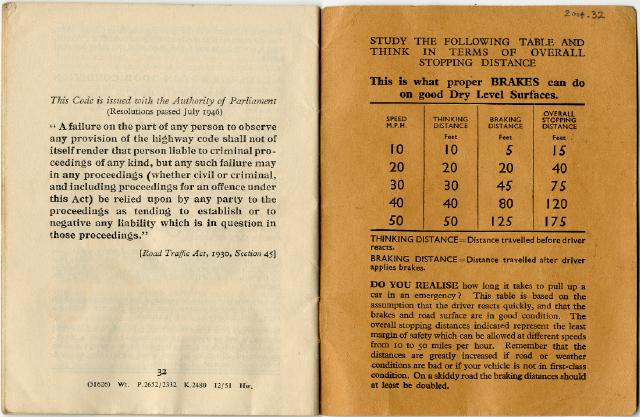 This Code is issued with the Authority of Parliament
(Resolutions passed July 1946)
" A failure on the part of any person to observe
any provision of the highway code shall not of
itself render that person liable to criminal pro-
ceedings of any kind, but any such failure may
in any proceedings (whether civil or criminal,
and including proceedings for an offence under
this Act) be relied upon by any party to the
proceedings as tending to establish or to
negative any liability which is in question in
those proceedings."
[Road Traffic Act, 1930, Section 45]
32
(31626) Wt. P.2652/2332 K.2480 12/51 Hw.
2004.32
STUDY THE FOLLOWING TABLE AND
THINK IN TERMS OF OVERALL
STOPPING DISTANCE
This is what proper BRAKES can do
on good Dry Level Surfaces.
SPEED M.P.H. THINKING DISTANCE BRAKING DISTANCE OVERALL STOPPING DISTANCE
Feet Feet Feet
10 10 5 15
20 20 20 40
30 30 45 75
40 40 80 120
50 50 125 175
THINKING DISTANCE=Distance travelled before driver
reacts.
BRAKING DISTANCE=Distance travelled after driver
applies brakes.
DO YOU REALISE how long it takes to pull up a
car in an emergency? This table is based on the
assumption that the driver reacts quickly, and that the
brakes and road surface are in good condition. The
overall stopping distances indicated represent the least
margin of safety which can be allowed at different speeds
from 10 to 50 miles per hour. Remember that the
distances are greatly increased if road or weather
conditions are bad or if your vehicle is not in first-class
condition. On a skiddy road the braking distances should
at least be doubled.